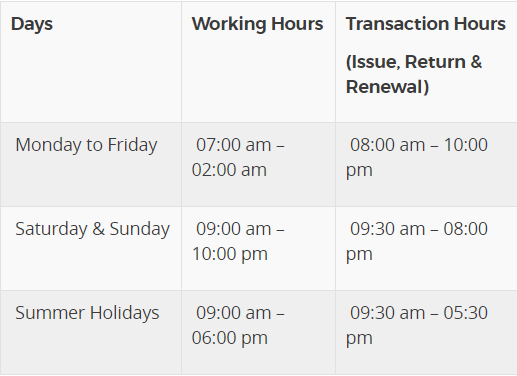 Days Working Hours Transaction Hours
(Issue, Return &
Renewal)
Monday to Friday 07:00 am – 08:00 am – 10:00
02:00 am pm
Saturday & Sunday 09:00 am – 09:30 am – 08:00
10:00 pm pm
Summer Holidays 09:00 am – 09:30 am – 05:30
06:00 pm pm